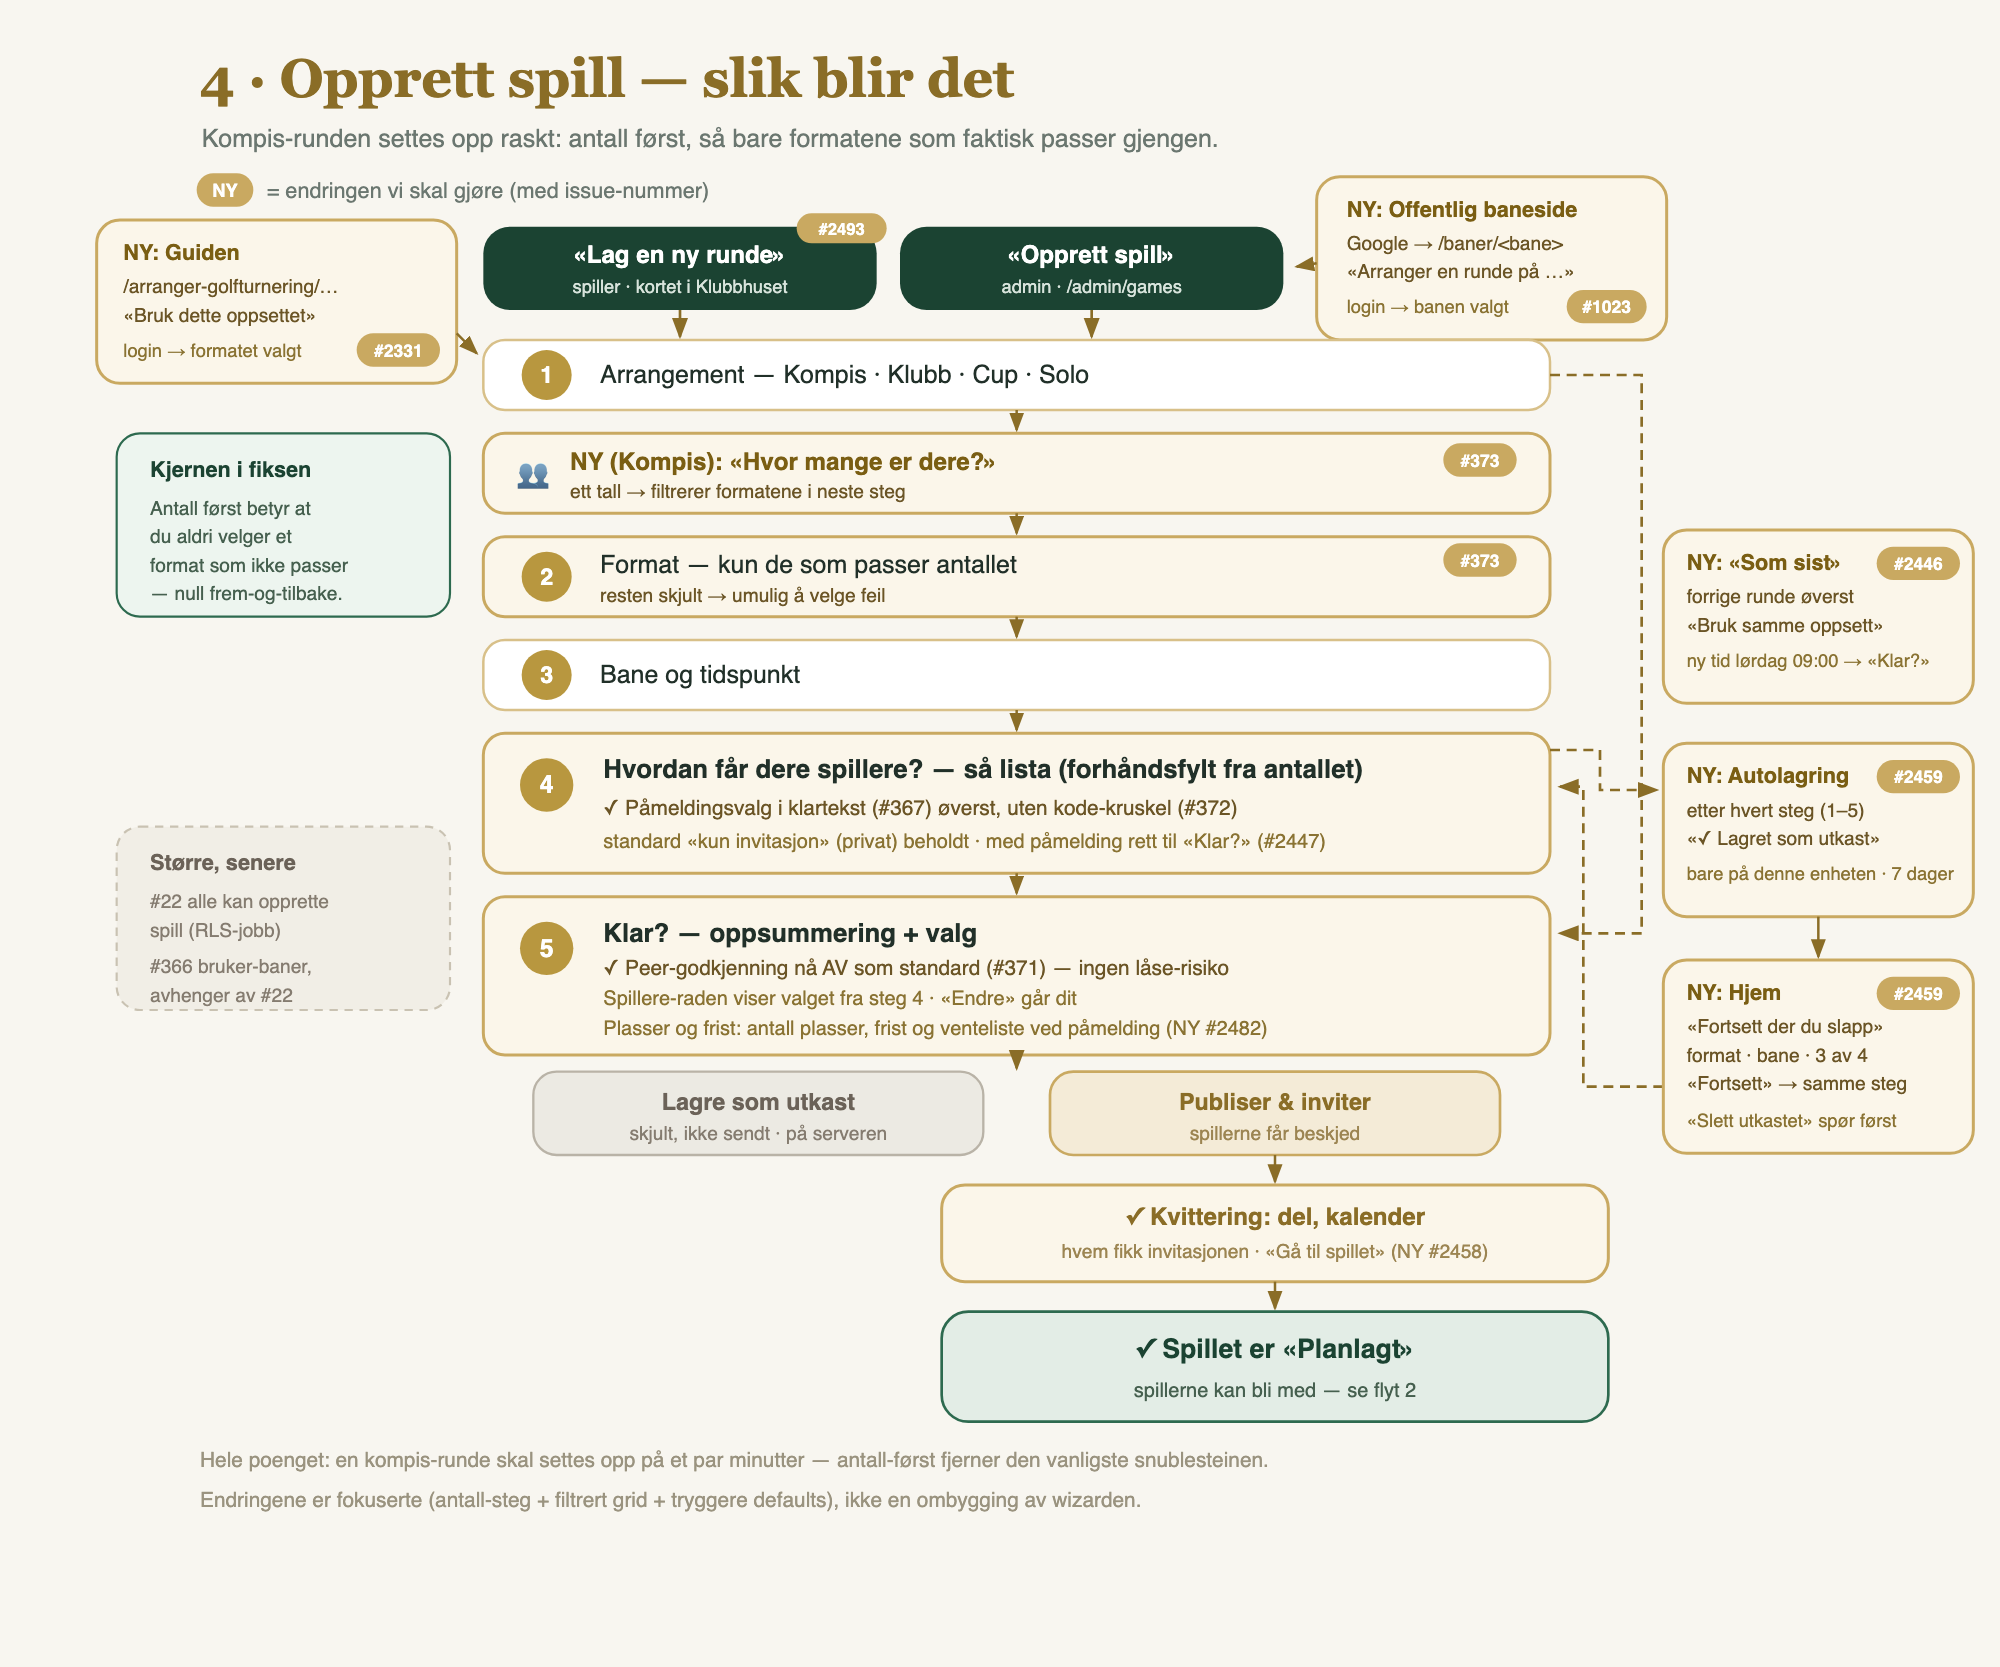 4 · Opprett spill — slik blir det
Kompis-runden settes opp raskt: antall først, så bare formatene som faktisk passer gjengen.
NY = endringen vi skal gjøre (med issue-nummer)
NY: Guiden
/arranger-golfturnering/…
«Bruk dette oppsettet»
login → formatet valgt #2331
«Lag en ny runde» #2493
spiller · kortet i Klubbhuset
«Opprett spill»
admin · /admin/games
NY: Offentlig baneside
Google → /baner/<bane>
«Arranger en runde på …»
login → banen valgt #1023
1 Arrangement — Kompis · Klubb · Cup · Solo
NY (Kompis): «Hvor mange er dere?» #373
ett tall → filtrerer formatene i neste steg
Kjernen i fiksen
Antall først betyr at
du aldri velger et
format som ikke passer
— null frem-og-tilbake.
2 Format — kun de som passer antallet #373
resten skjult → umulig å velge feil
3 Bane og tidspunkt
NY: «Som sist» #2446
forrige runde øverst
«Bruk samme oppsett»
ny tid lørdag 09:00 → «Klar?»
4 Hvordan får dere spillere? — så lista (forhåndsfylt fra antallet)
✓ Påmeldingsvalg i klartekst (#367) øverst, uten kode-kruskel (#372)
standard «kun invitasjon» (privat) beholdt · med påmelding rett til «Klar?» (#2447)
NY: Autolagring #2459
etter hvert steg (1–5)
«✓ Lagret som utkast»
bare på denne enheten · 7 dager
Større, senere
#22 alle kan opprette
spill (RLS-jobb)
#366 bruker-baner,
avhenger av #22
5 Klar? — oppsummering + valg
✓ Peer-godkjenning nå AV som standard (#371) — ingen låse-risiko
Spillere-raden viser valget fra steg 4 · «Endre» går dit
Plasser og frist: antall plasser, frist og venteliste ved påmelding (NY #2482)
NY: Hjem #2459
«Fortsett der du slapp»
format · bane · 3 av 4
«Fortsett» → samme steg
«Slett utkastet» spør først
Lagre som utkast
skjult, ikke sendt · på serveren
Publiser & inviter
spillerne får beskjed
✓ Kvittering: del, kalender
hvem fikk invitasjonen · «Gå til spillet» (NY #2458)
✓ Spillet er «Planlagt»
spillerne kan bli med — se flyt 2
Hele poenget: en kompis-runde skal settes opp på et par minutter — antall-først fjerner den vanligste snublesteinen.
Endringene er fokuserte (antall-steg + filtrert grid + tryggere defaults), ikke en ombygging av wizarden.